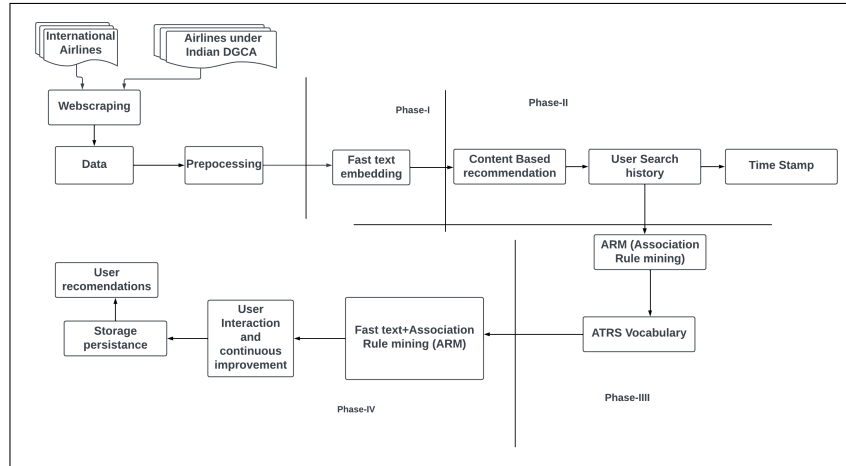 International
Airlines
Airlines under
Indian DGCA
Webscraping
Phase-I
Phase-II
Data
Prepocessing
Fast text
embedding
Content Based
recommendation
User Search
history
Time Stamp
ARM (Association
Rule mining)
User
recomendations
Storage
persistance
User
Interaction
and
continuous
improvement
Fast text+Association
Rule mining (ARM)
ATRS Vocabulary
Phase-IIII
Phase-IV